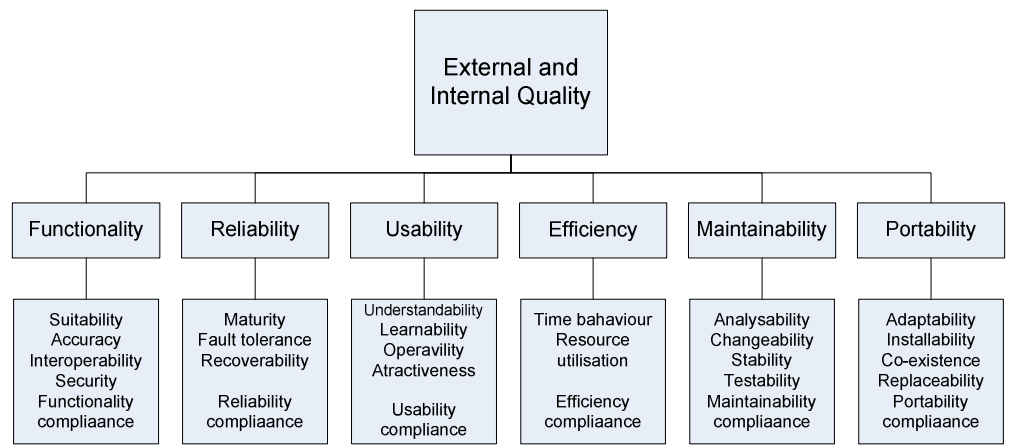 External and
Internal Quality
Functionality
Reliability
Usability
Efficiency
Maintainability
Portability
Suitability
Accuracy
Interoperability
Security
Functionality
compliaance
Maturity
Fault tolerance
Recoverability
Reliability
compliaance
Understandability
Learnability
Operavility
Atractiveness
Usability
compliance
Time bahaviour
Resource
utilisation
Efficiency
compliaance
Analysability
Changeability
Stability
Testability
Maintainability
compliaance
Adaptability
Installability
Co-existence
Replaceability
Portability
compliaance